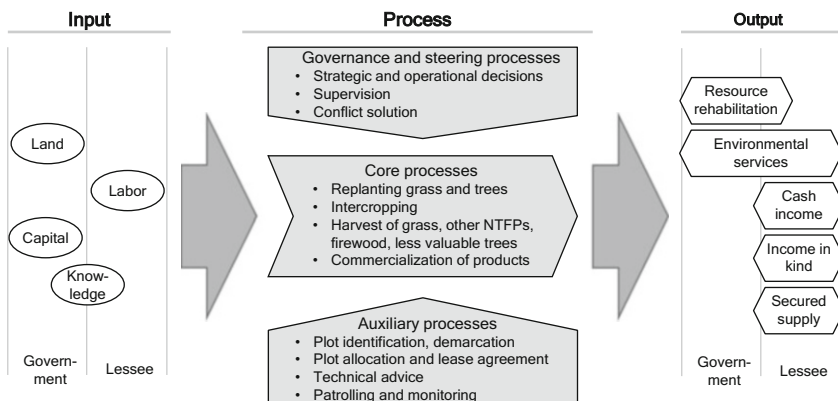 Input
Process
Output
Land
Labor
Capital
Know-
ledge
Govern-
ment
Lessee
Governance and steering processes
• Strategic and operational decisions
• Supervision
• Conflict solution
Core processes
• Replanting grass and trees
• Intercropping
• Harvest of grass, other NTFPs,
firewood, less valuable trees
• Commercialization of products
Auxiliary processes
• Plot identification, demarcation
• Plot allocation and lease agreement
• Technical advice
• Patrolling and monitoring
Resource
rehabilitation
Environmental
services
Cash
income
Income in
kind
Secured
supply
Govern-
ment
Lessee